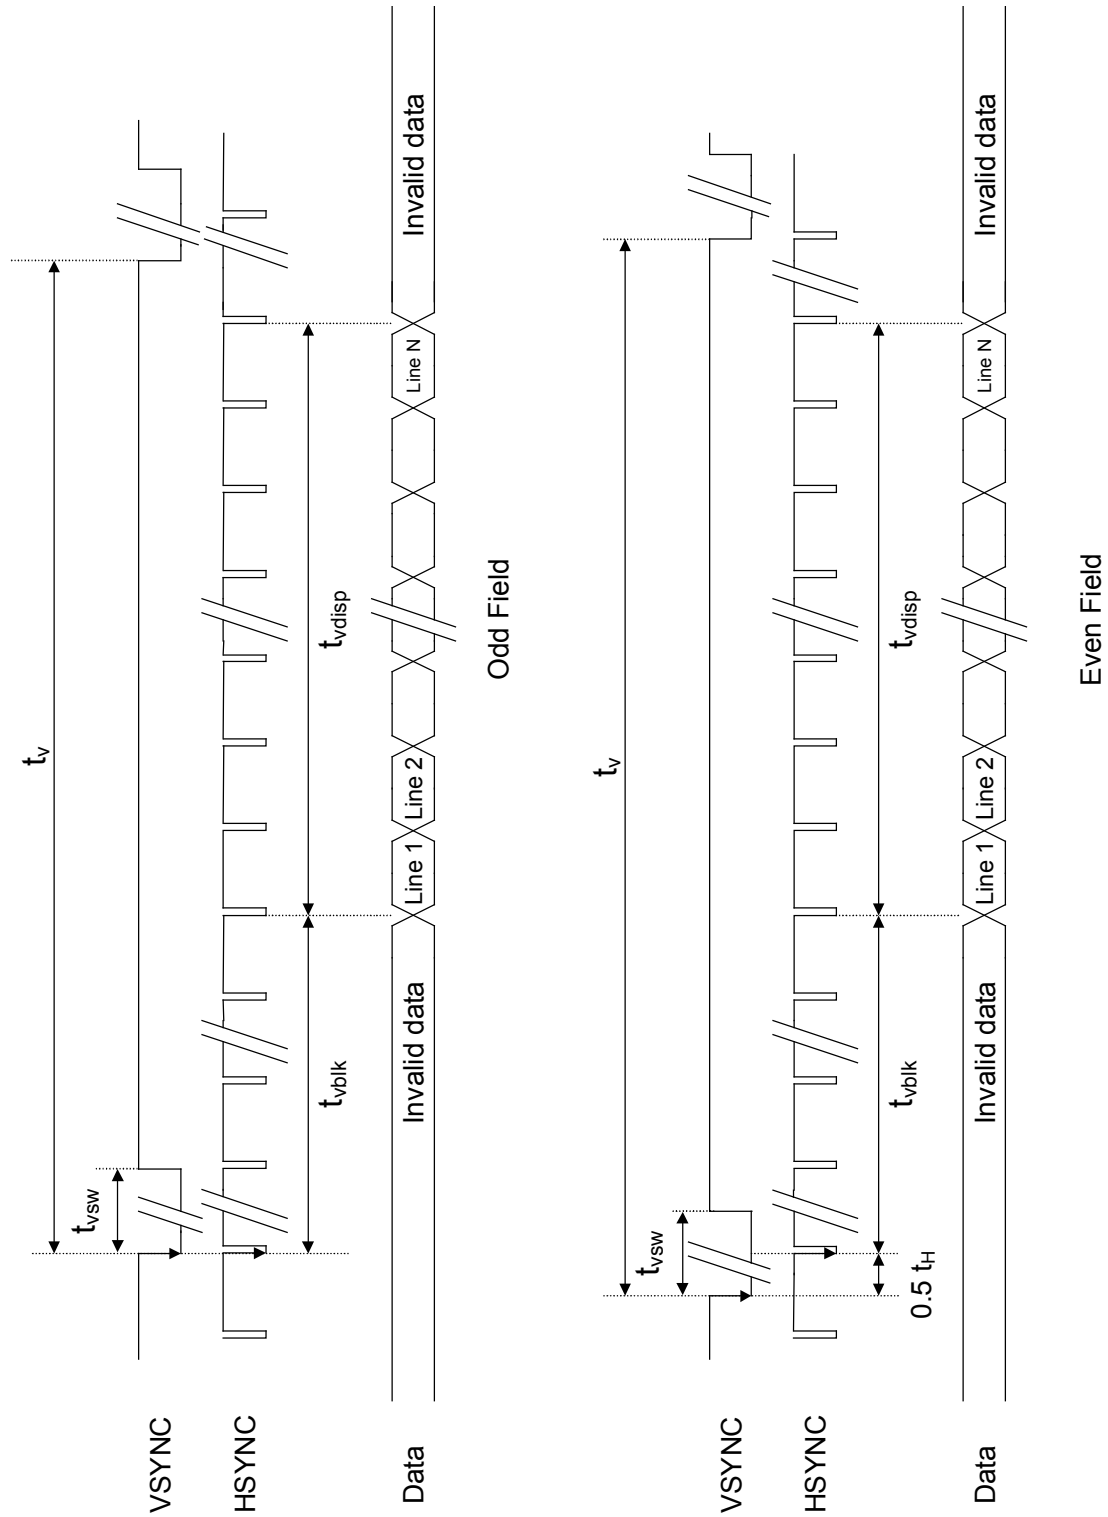 t_v
t_vsw
VSYNC
HSYNC
t_vblk
t_vdisp
Data
Invalid data
Line 1
Line 2
Line N
Invalid data
Odd Field
t_v
t_vsw
VSYNC
HSYNC
0.5 t_H
t_vblk
t_vdisp
Data
Invalid data
Line 1
Line 2
Line N
Invalid data
Even Field